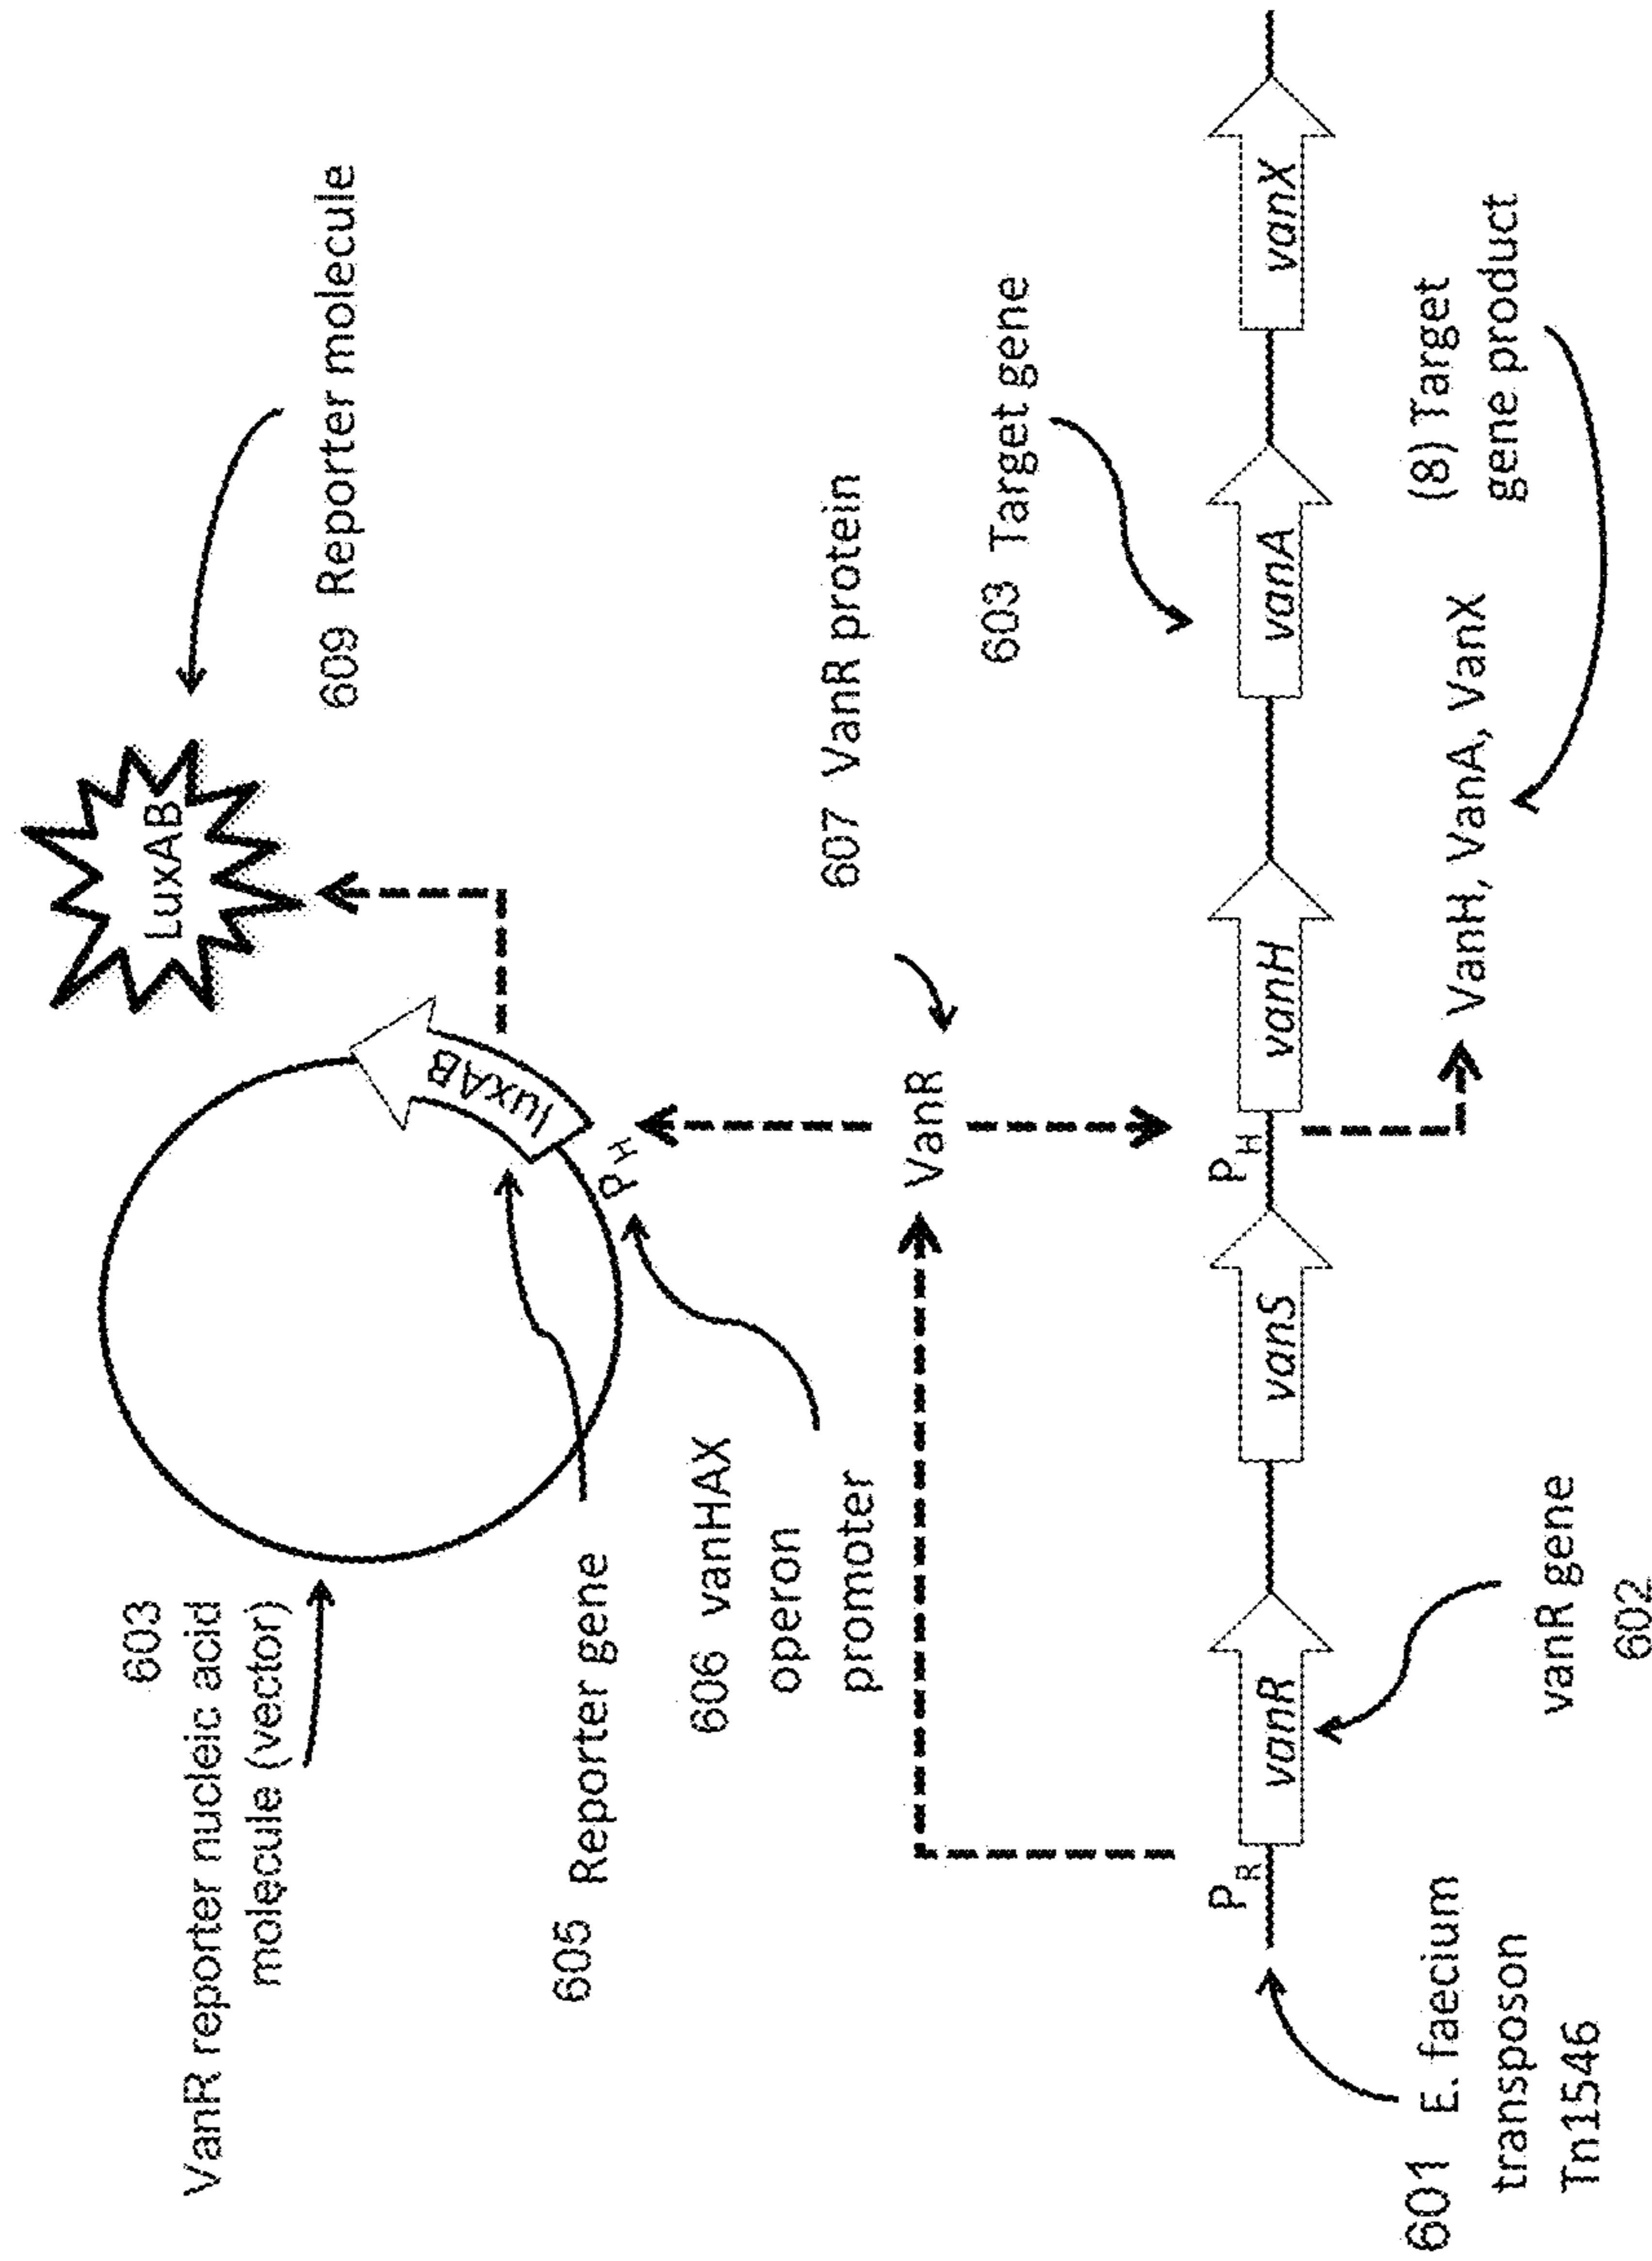 603
VanR reporter nucleic acid
molecule (vector)
LuxAB
609 Reporter molecule
luxAB
P H
605 Reporter gene
606 vanHAX
operon
promoter
607 VanR protein
VanR
603 Target gene
P R
vanR
vanS
P H
vanH
vanA
vanX
601 E. faecium
transposon
Tn1546
vanR gene
602
VanH, VanA, VanX
(8) Target
gene product